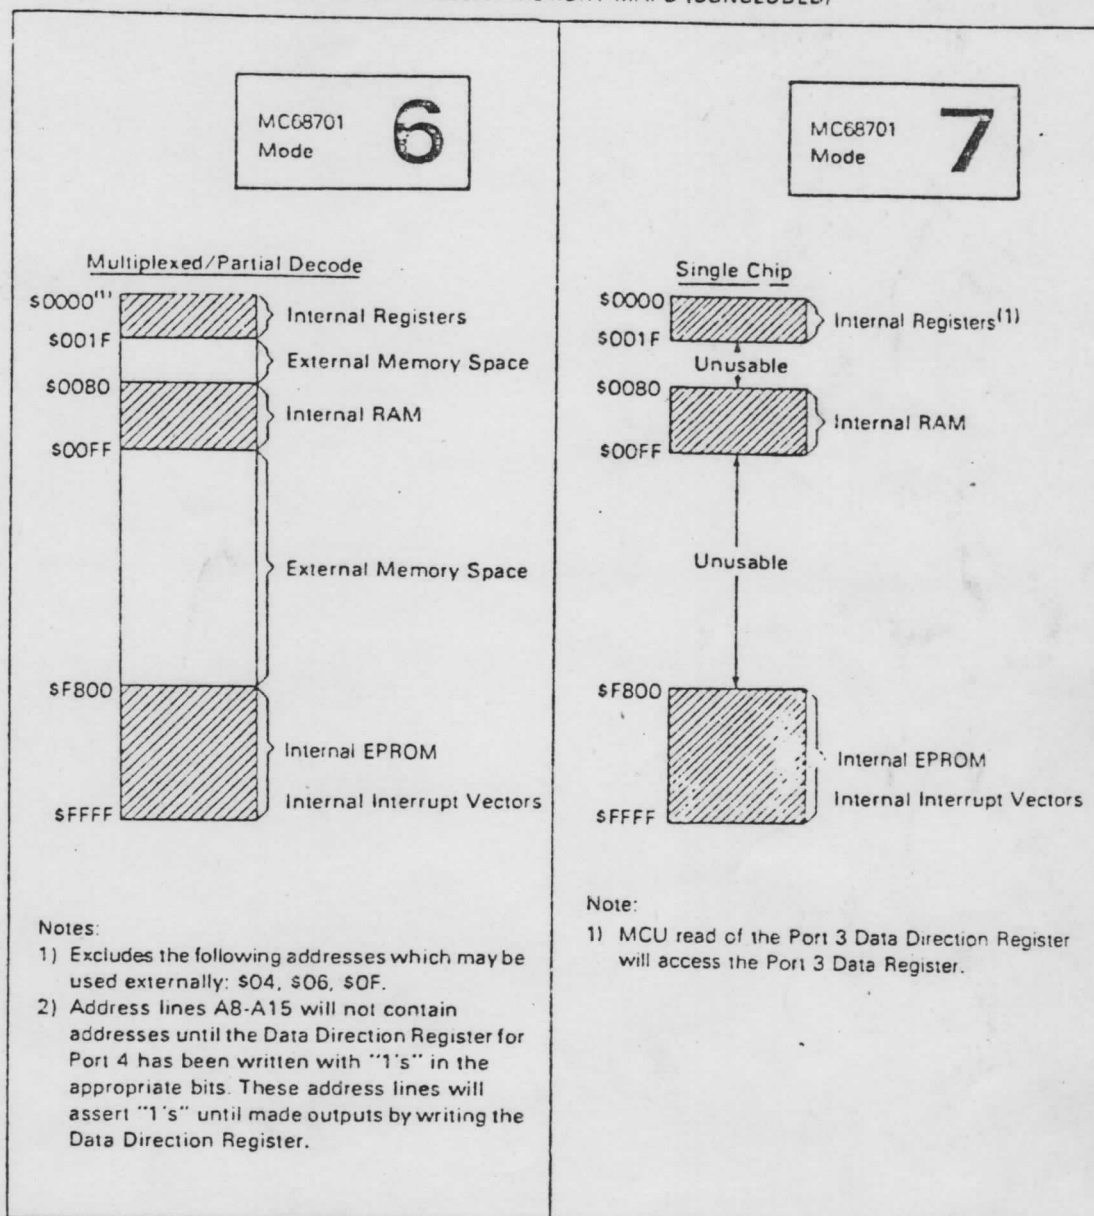 MEMORY MAPS (CONCLUDED)
MC68701
Mode
6
Multiplexed/Partial Decode
$0000(1)
Internal Registers
$001F
External Memory Space
$0080
Internal RAM
$00FF
External Memory Space
$F800
Internal EPROM
Internal Interrupt Vectors
$FFFF
Notes:
1) Excludes the following addresses which may be
used externally: $04, $06, $0F.
2) Address lines A8-A15 will not contain
addresses until the Data Direction Register for
Port 4 has been written with "1's" in the
appropriate bits. These address lines will
assert "1's" until made outputs by writing the
Data Direction Register.
MC68701
Mode
7
Single Chip
$0000
Internal Registers(1)
$001F
Unusable
$0080
Internal RAM
$00FF
Unusable
$F800
Internal EPROM
Internal Interrupt Vectors
$FFFF
Note:
1) MCU read of the Port 3 Data Direction Register
will access the Port 3 Data Register.